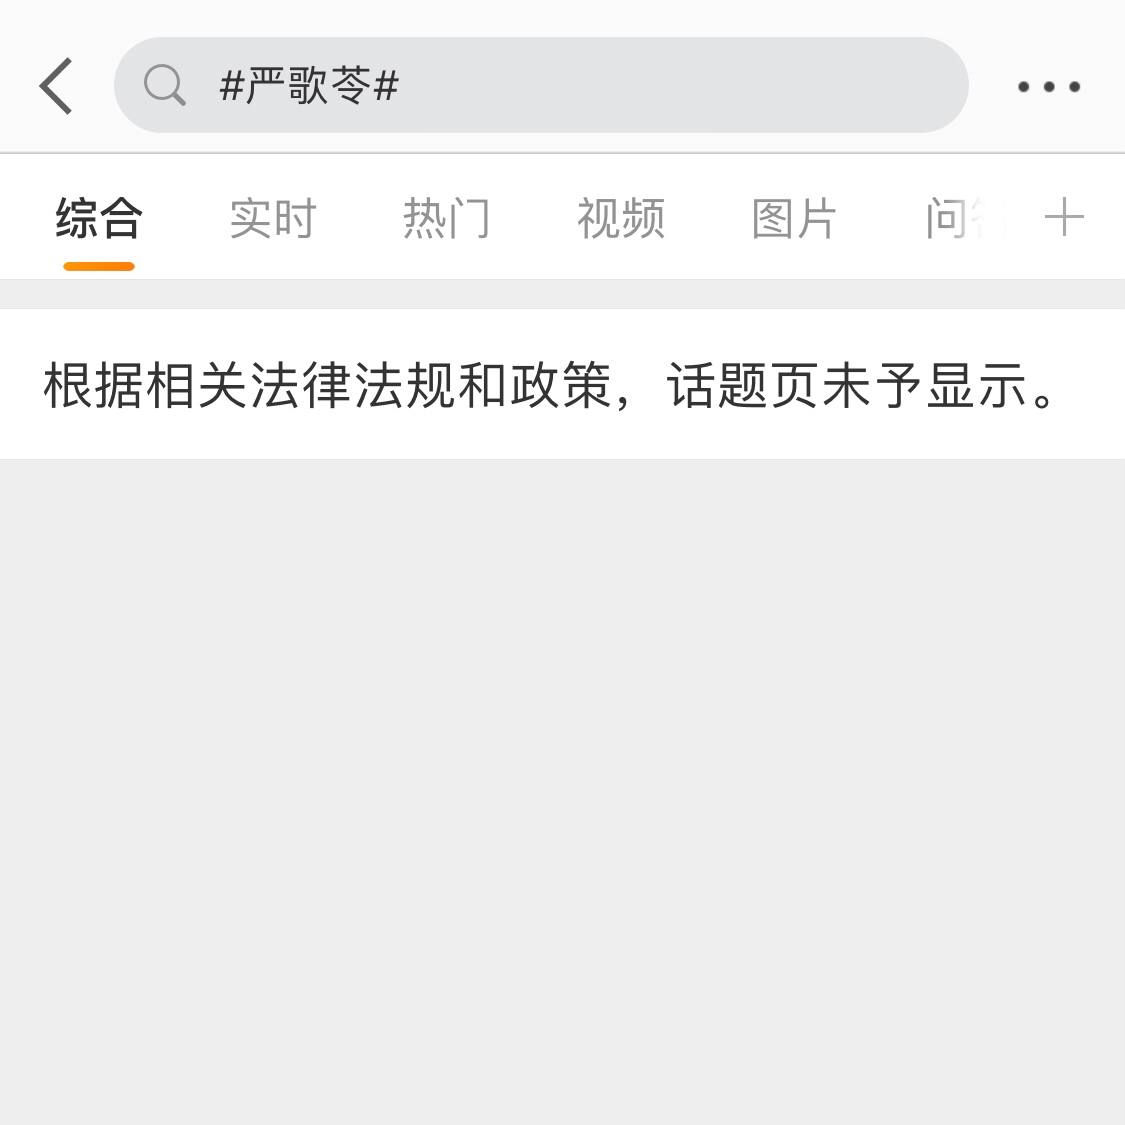 #严歌苓#
综合 实时 热门 视频 图片 问
根据相关法律法规和政策，话题页未予显示。